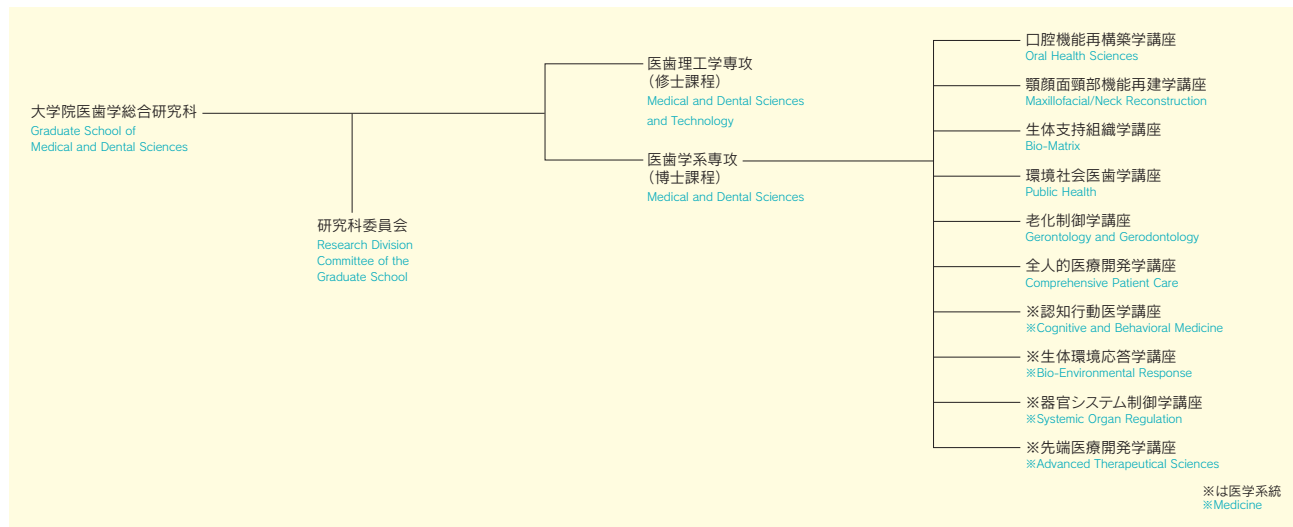 大学院医歯学総合研究科
Graduate School of
Medical and Dental Sciences
研究科委員会
Research Division
Committee of the
Graduate School
医歯理工学専攻
（修士課程）
Medical and Dental Sciences
and Technology
医歯学系専攻
（博士課程）
Medical and Dental Sciences
口腔機能再構築学講座
Oral Health Sciences
顎顔面頸部機能再建学講座
Maxillofacial/Neck Reconstruction
生体支持組織学講座
Bio-Matrix
環境社会医歯学講座
Public Health
老化制御学講座
Gerontology and Gerodontology
全人的医療開発学講座
Comprehensive Patient Care
※認知行動医学講座
※Cognitive and Behavioral Medicine
※生体環境応答学講座
※Bio-Environmental Response
※器官システム制御学講座
※Systemic Organ Regulation
※先端医療開発学講座
※Advanced Therapeutical Sciences
※は医学系統
※Medicine